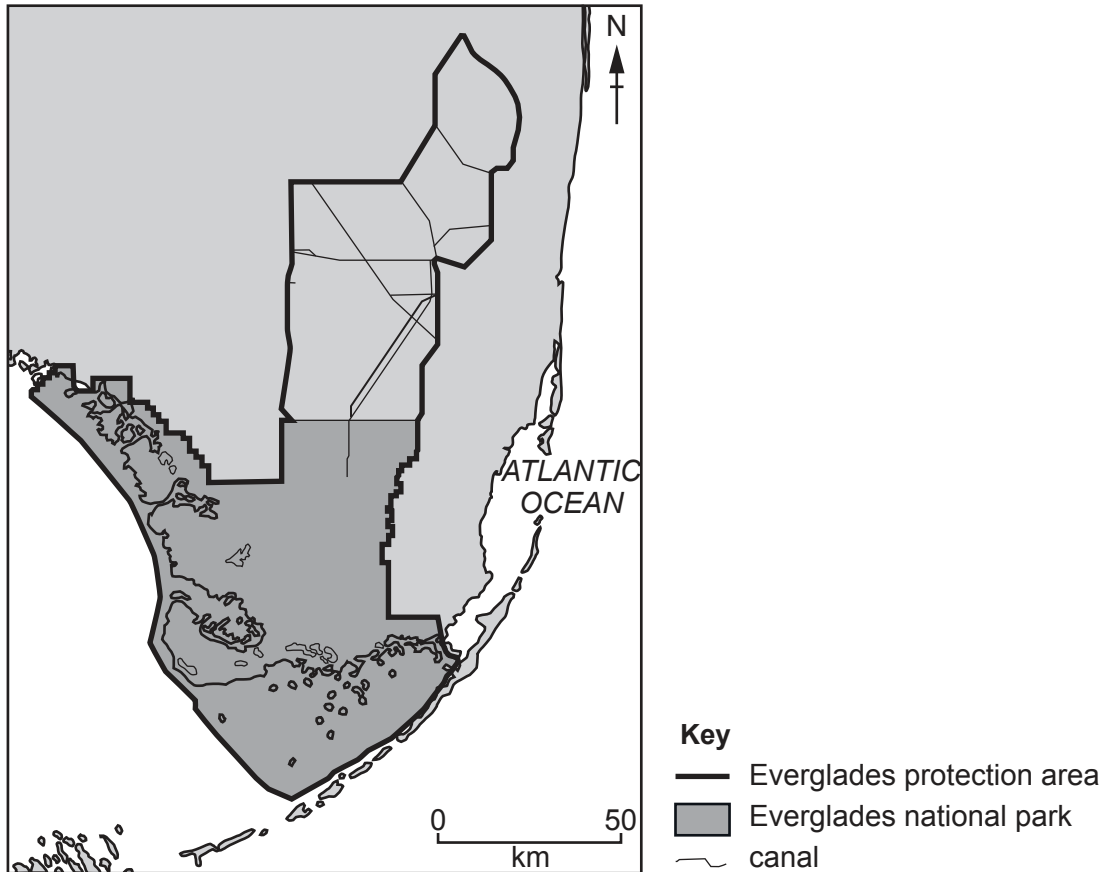 N
ATLANTIC
OCEAN
0 50
km
Key
Everglades protection area
Everglades national park
canal